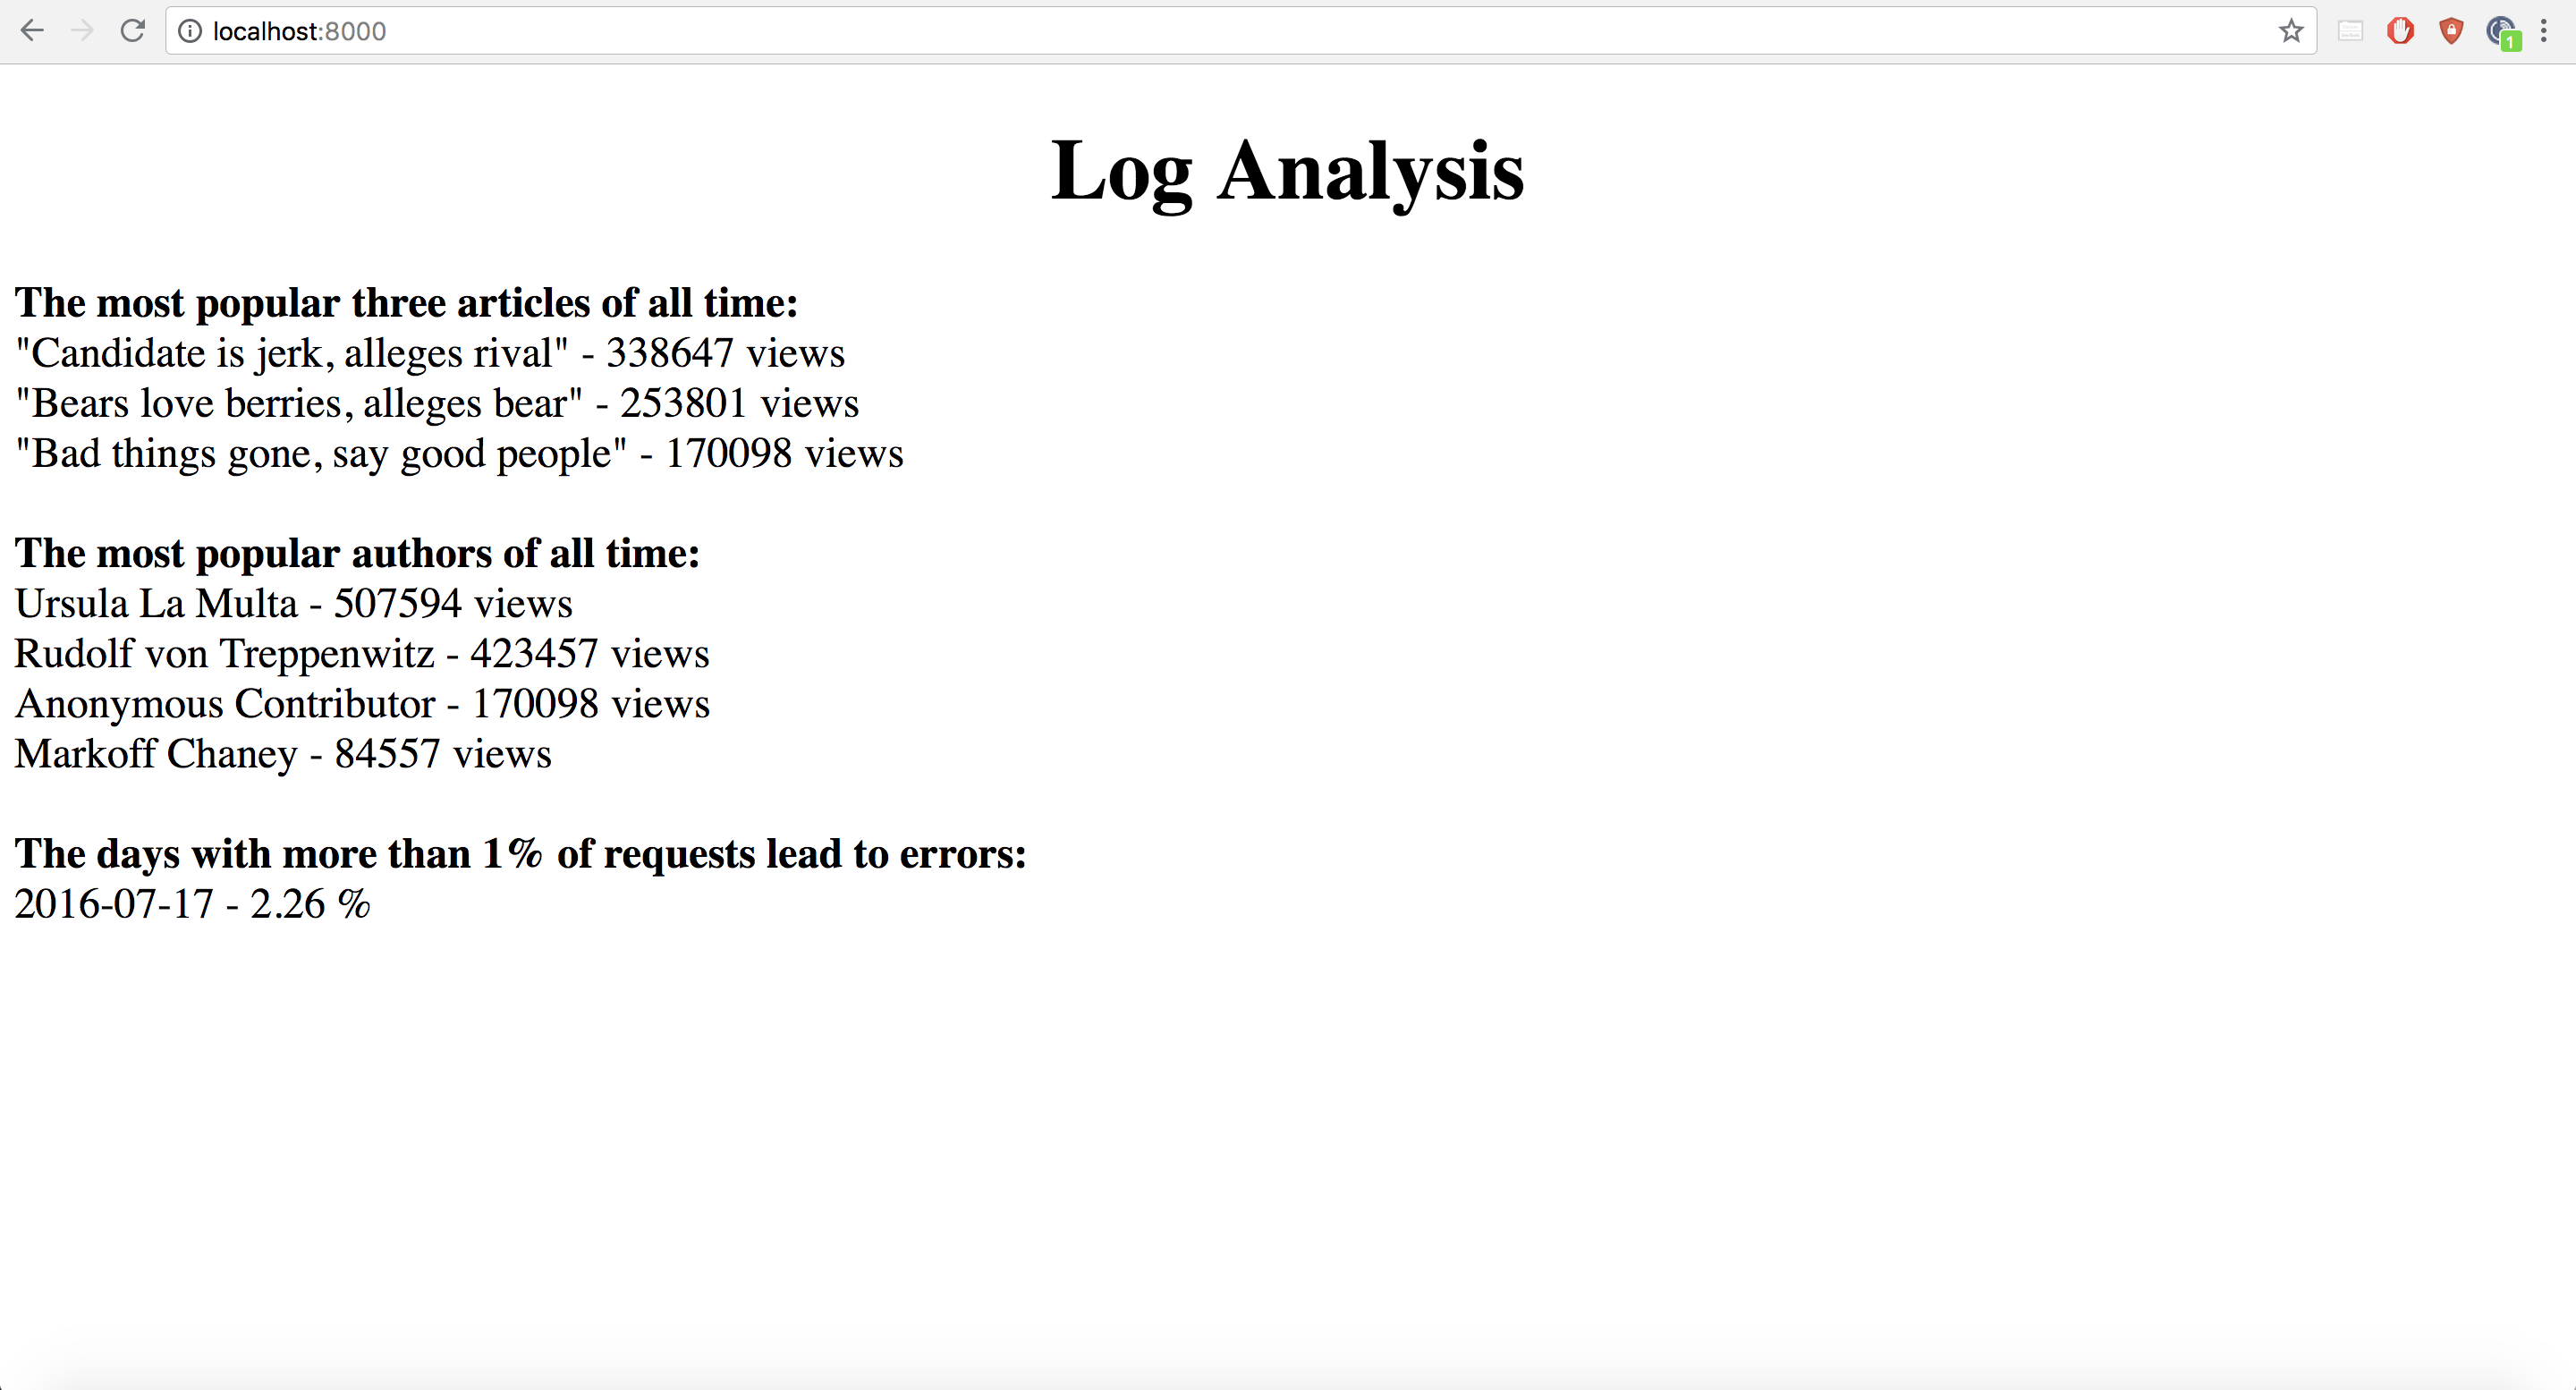 localhost:8000
1
Log Analysis
The most popular three articles of all time:
"Candidate is jerk, alleges rival" - 338647 views
"Bears love berries, alleges bear" - 253801 views
"Bad things gone, say good people" - 170098 views
The most popular authors of all time:
Ursula La Multa - 507594 views
Rudolf von Treppenwitz - 423457 views
Anonymous Contributor - 170098 views
Markoff Chaney - 84557 views
The days with more than 1% of requests lead to errors:
2016-07-17 - 2.26 %